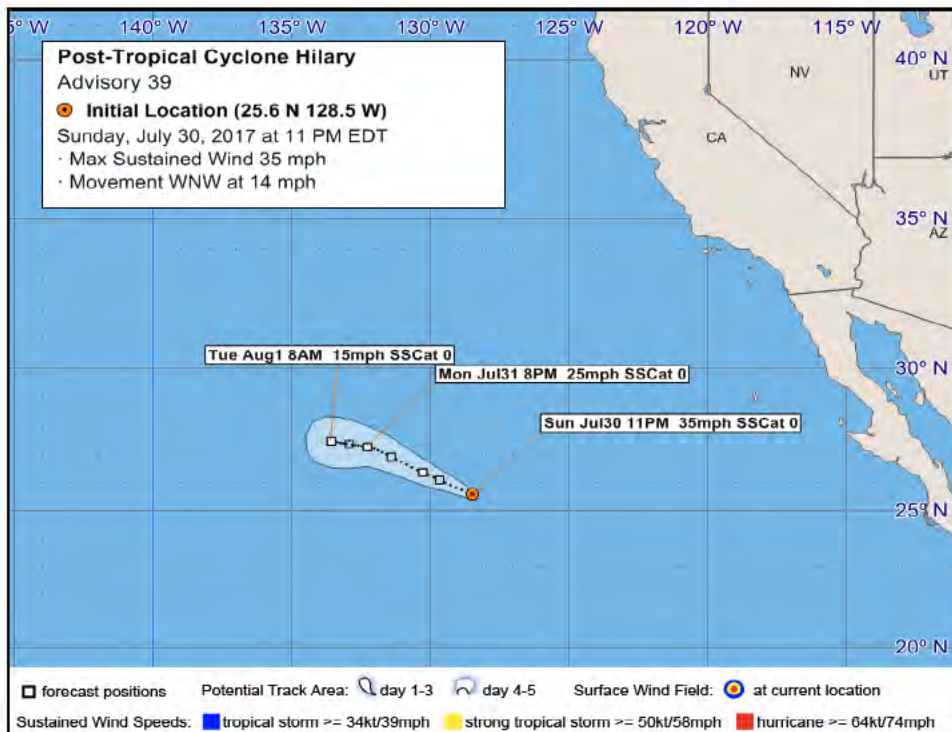 Post-Tropical Cyclone Hilary
Advisory 39
Initial Location (25.6 N 128.5 W)
Sunday, July 30, 2017 at 11 PM EDT
· Max Sustained Wind 35 mph
· Movement WNW at 14 mph
5° W 140° W 135° W 130° W 125° W 120° W 115° W
40° N
UT
NV
CA
35° N
AZ
Tue Aug1 8AM 15mph SSCat 0
30° N
Mon Jul31 8PM 25mph SSCat 0
Sun Jul30 11PM 35mph SSCat 0
25° N
20° N
forecast positions Potential Track Area: day 1-3 day 4-5 Surface Wind Field: at current location
Sustained Wind Speeds: tropical storm >= 34kt/39mph strong tropical storm >= 50kt/58mph hurricane >= 64kt/74mph